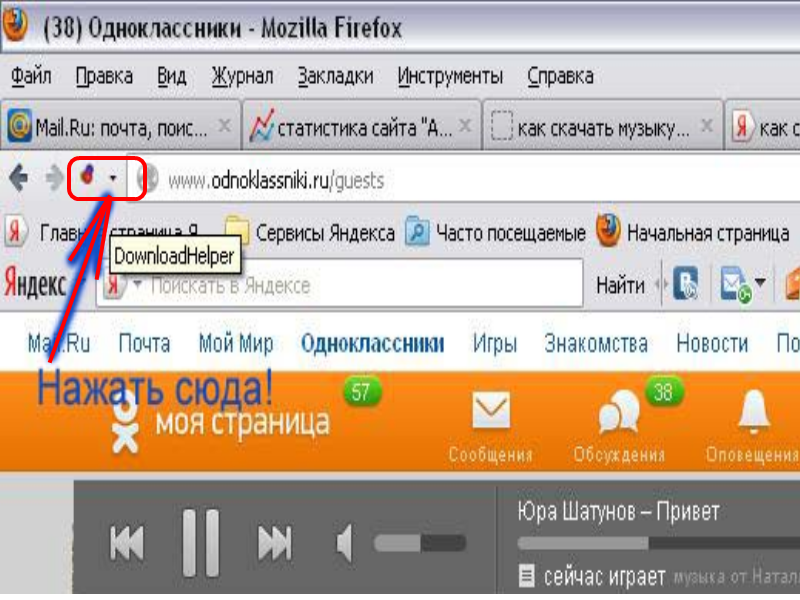 (38) Одноклассники - Mozilla Firefox
Файл Правка Вид Журнал Закладки Инструменты Справка
Mail.Ru: почта, поис... × статистика сайта "А... × как скачать музыку... × Я как с
www.odnoklassniki.ru/guests
Я Главная страница Я Сервисы Яндекса Часто посещаемые Начальная страница
DownloadHelper
Яндекс Я Поискать в Яндексе Найти
Mail.Ru Почта Мой Мир Одноклассники Игры Знакомства Новости По
Нажать сюда!
57 38
моя страница
Сообщения Обсуждения Оповещения
Юра Шатунов – Привет
сейчас играет музыка от Натал